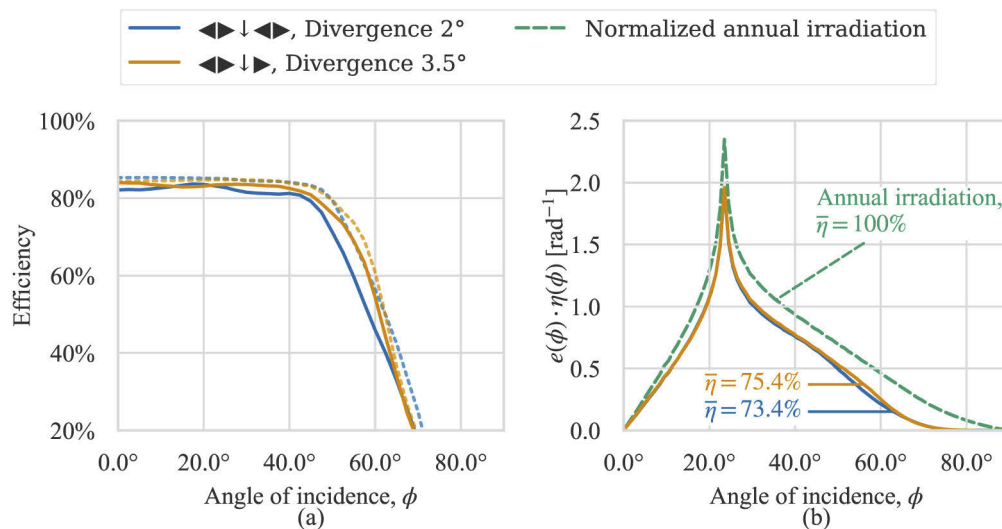 ◀▶↓◀▶, Divergence 2°
Normalized annual irradiation
◀▶↓▶, Divergence 3.5°
100%
80%
60%
40%
20%
Efficiency
0.0°
20.0°
40.0°
60.0°
80.0°
Angle of incidence, ϕ
(a)
2.5
2.0
1.5
1.0
0.5
0.0
e(ϕ) · η(ϕ) [rad⁻¹]
Annual irradiation,
η̅ = 100%
η̅ = 75.4%
η̅ = 73.4%
0.0°
20.0°
40.0°
60.0°
80.0°
Angle of incidence, ϕ
(b)